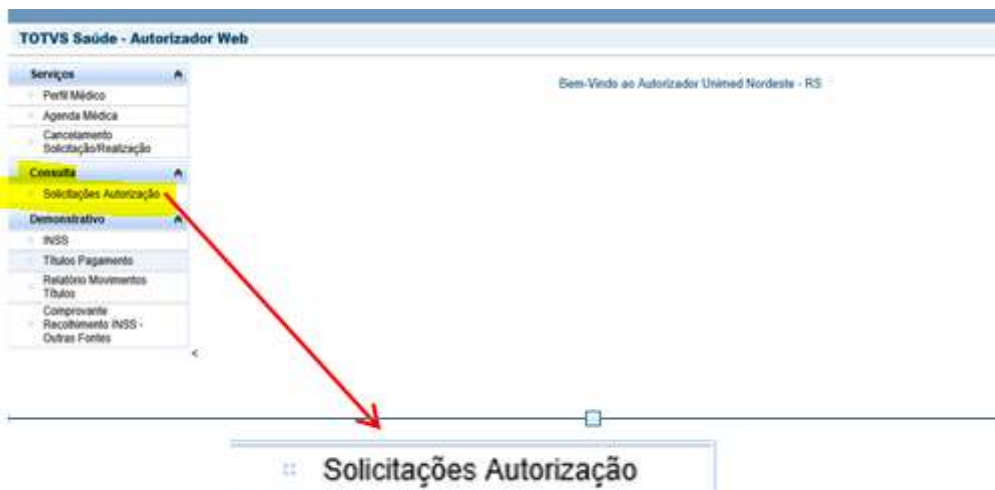 TOTVS Saúde - Autorizador Web
Serviços
Perfil Médico
Agenda Médica
Cancelamento
Solicitação/Realização
Consulta
Solicitações Autorização
Demonstrativo
INSS
Títulos Pagamento
Relatório Movimentos
Títulos
Comprovante
Recolhimento INSS -
Outras Fontes
<
Bem-Vindo ao Autorizador Unimed Nordeste - RS
Solicitações Autorização